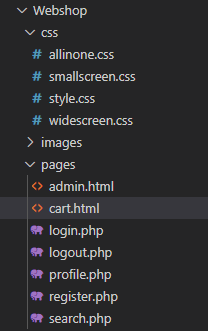 Webshop
css
allinone.css
smallscreen.css
style.css
widescreen.css
images
pages
admin.html
cart.html
login.php
logout.php
profile.php
register.php
search.php